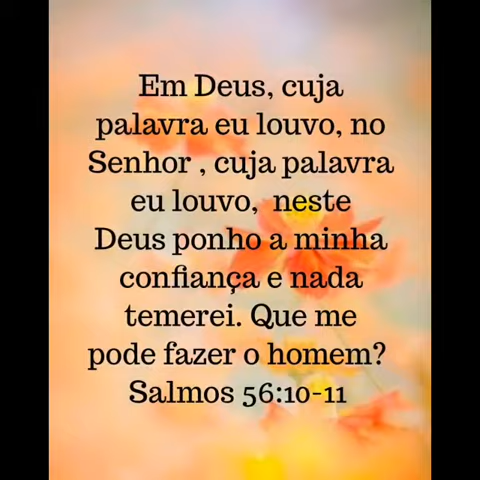 Em Deus, cuja
palavra eu louvo, no
Senhor , cuja palavra
eu louvo,  neste
Deus ponho a minha
confiança e nada
temerei. Que me
pode fazer o homem?
Salmos 56:10-11